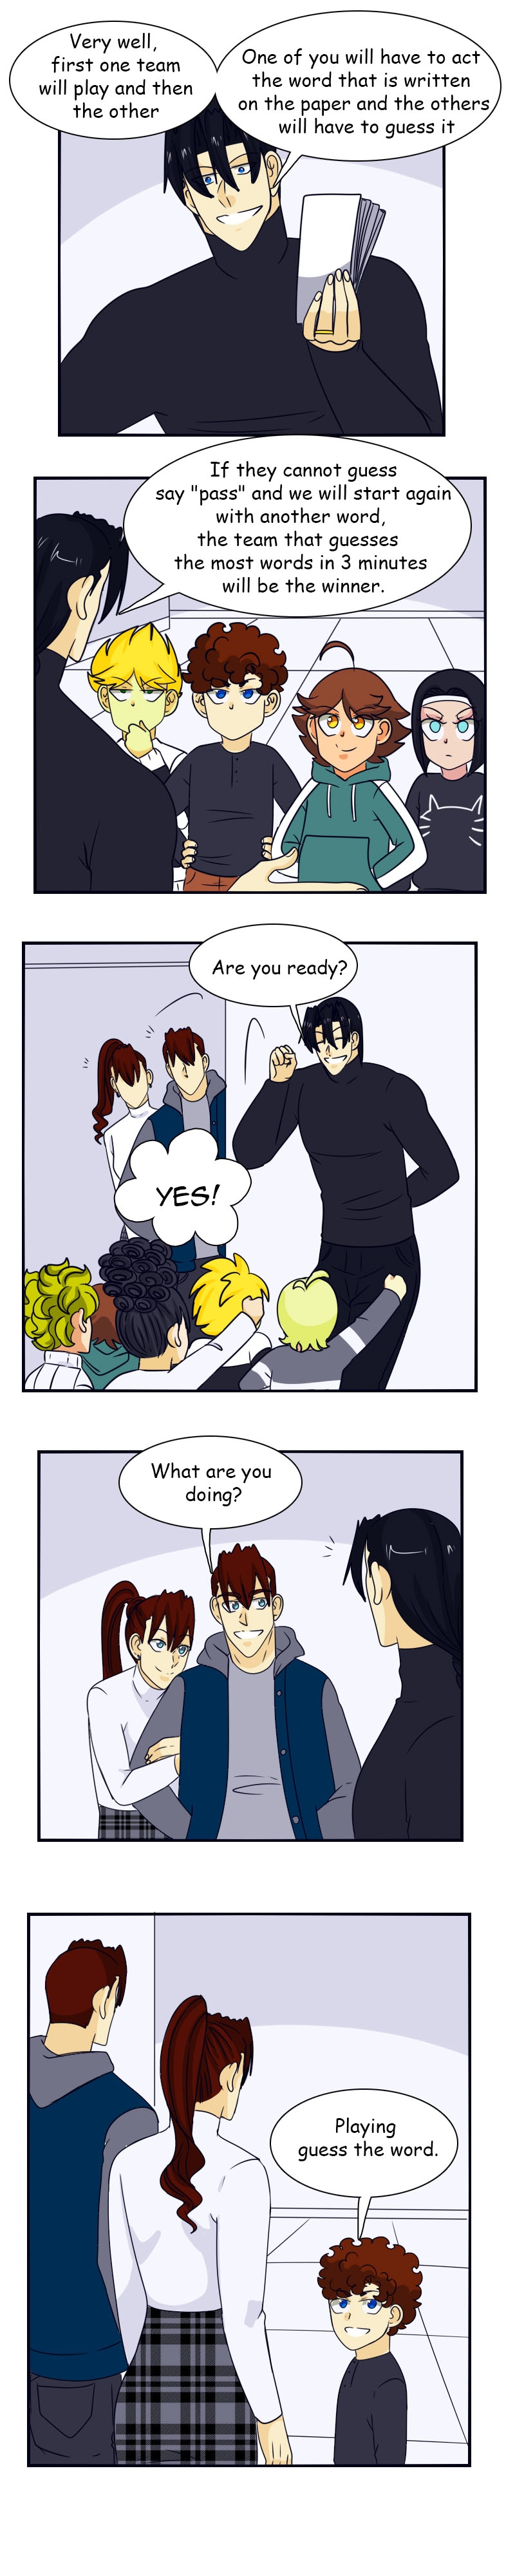 Very well,
first one team
will play and then
the other
One of you will have to act
the word that is written
on the paper and the others
will have to guess it
If they cannot guess
say "pass" and we will start again
with another word,
the team that guesses
the most words in 3 minutes
will be the winner.
Are you ready?
YES!
What are you
doing?
Playing
guess the word.